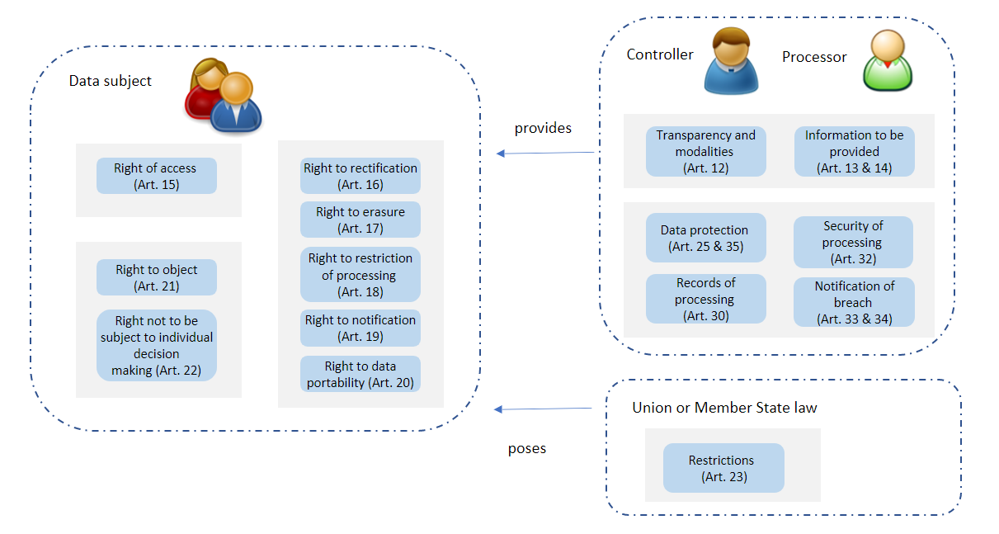 Data subject
Right of access
(Art. 15)
Right to object
(Art. 21)
Right not to be
subject to individual
decision
making (Art. 22)
Right to rectification
(Art. 16)
Right to erasure
(Art. 17)
Right to restriction
of processing
(Art. 18)
Right to notification
(Art. 19)
Right to data
portability (Art. 20)
provides
poses
Controller
Processor
Transparency and
modalities
(Art. 12)
Information to be
provided
(Art. 13 & 14)
Data protection
(Art. 25 & 35)
Security of
processing
(Art. 32)
Records of
processing
(Art. 30)
Notification of
breach
(Art. 33 & 34)
Union or Member State law
Restrictions
(Art. 23)